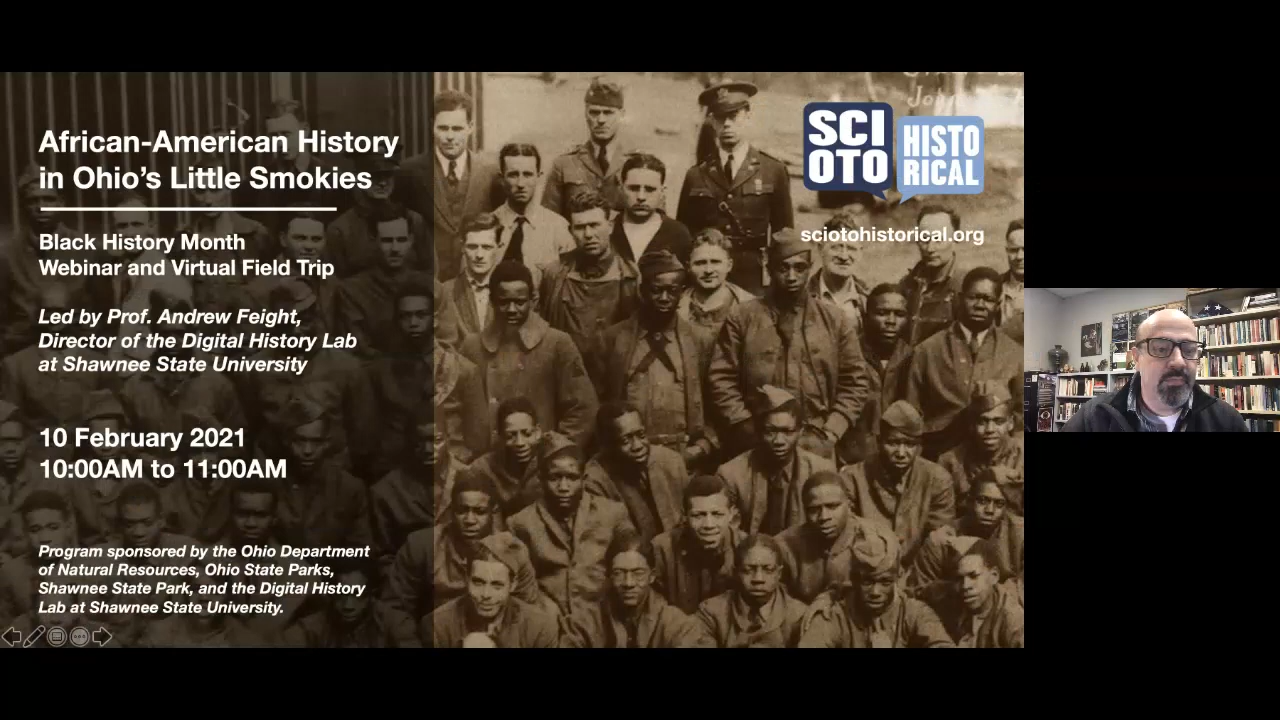 African-American History
in Ohio's Little Smokies
Black History Month
Webinar and Virtual Field Trip
Led by Prof. Andrew Feight,
Director of the Digital History Lab
at Shawnee State University
10 February 2021
10:00AM to 11:00AM
Program sponsored by the Ohio Department
of Natural Resources, Ohio State Parks,
Shawnee State Park, and the Digital History
Lab at Shawnee State University.
SCI
OTO
HISTO
RICAL
sciotohistorical.org